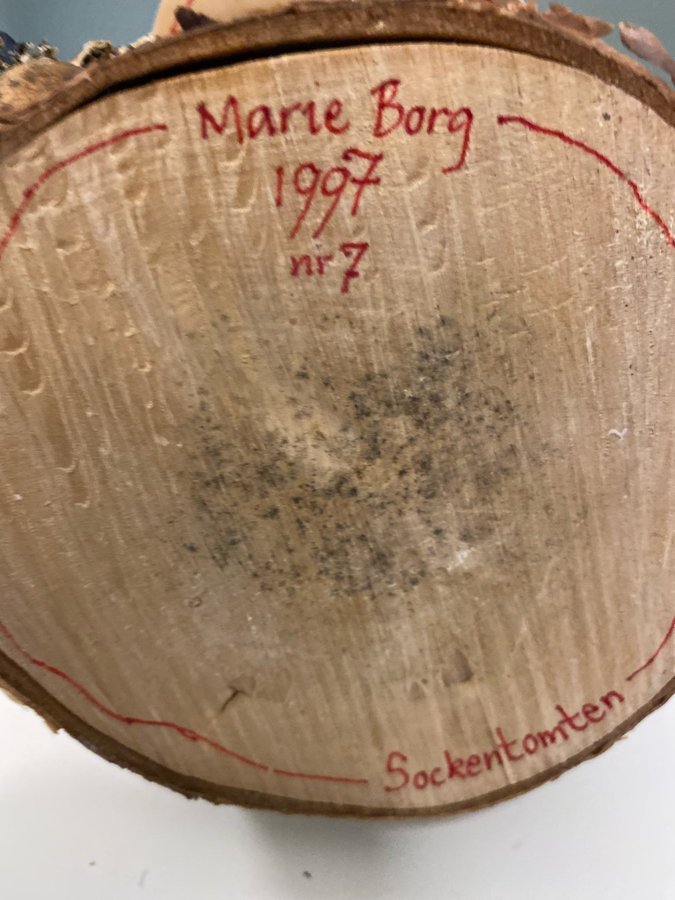 Marie Borg
1997
nr 7
Sockentomten